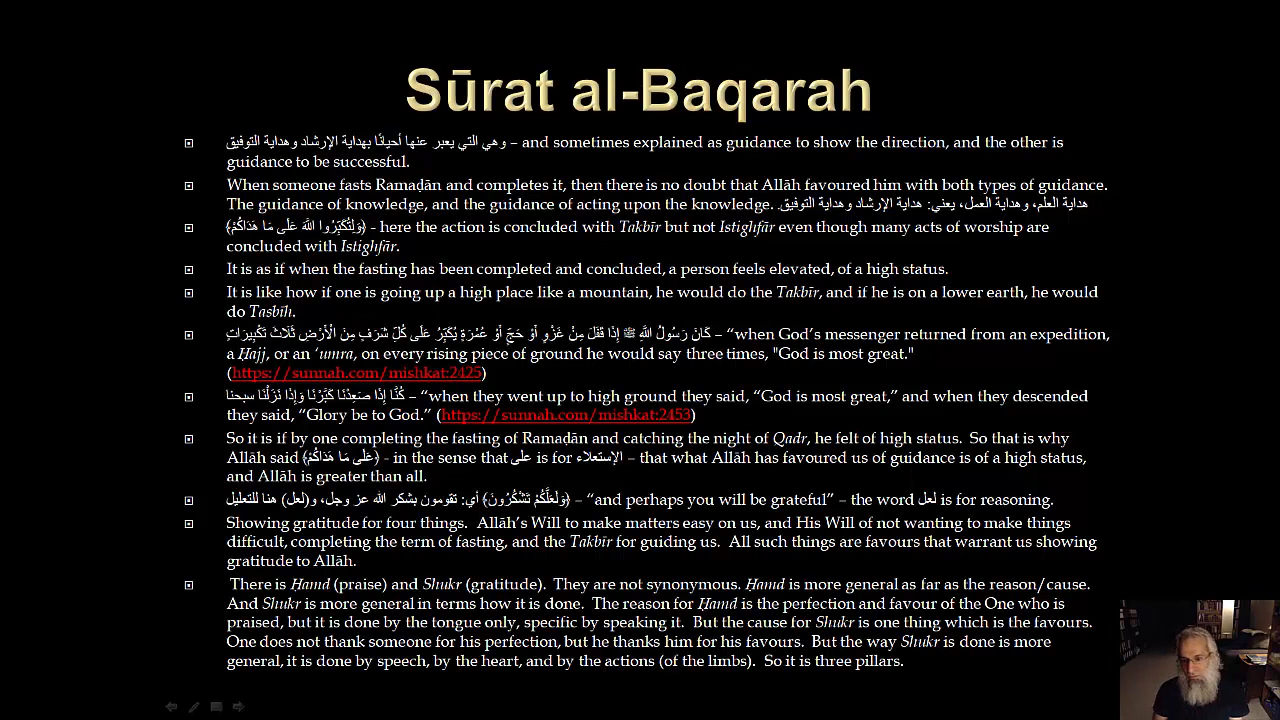 Sūrat al-Baqarah
وهي التي يعبر عنها أحيانًا بهداية الإرشاد وهداية التوفيق – and sometimes explained as guidance to show the direction, and the other is
guidance to be successful.
When someone fasts Ramaḍān and completes it, then there is no doubt that Allāh favoured him with both types of guidance.
The guidance of knowledge, and the guidance of acting upon the knowledge. هداية العلم، وهداية العمل، يعني: هداية الإرشاد وهداية التوفيق.
﴿وَلِتُكَبِّرُوا اللَّهَ عَلَى مَا هَدَاكُمْ﴾ - here the action is concluded with Takbīr but not Istighfār even though many acts of worship are
concluded with Istighfār.
It is as if when the fasting has been completed and concluded, a person feels elevated, of a high status.
It is like how if one is going up a high place like a mountain, he would do the Takbīr, and if he is on a lower earth, he would
do Tasbīh.
كَانَ رَسُولُ اللَّهِ ﷺ إِذَا قَفَلَ مِنْ غَزْوٍ أَوْ حَجٍّ أَوْ عُمْرَةٍ يُكَبِّرُ عَلَى كُلِّ شَرَفٍ مِنَ الْأَرْضِ ثَلَاثَ تَكْبِيرَاتٍ – “when God’s messenger returned from an expedition,
a Ḥajj, or an ‘umra, on every rising piece of ground he would say three times, "God is most great."
(https://sunnah.com/mishkat:2425)
كُنَّا إِذَا صَعِدْنَا كَبَّرْنَا وَإِذَا نَزَلْنَا سبحنا – “when they went up to high ground they said, “God is most great,” and when they descended
they said, “Glory be to God.” (https://sunnah.com/mishkat:2453)
So it is if by one completing the fasting of Ramaḍān and catching the night of Qadr, he felt of high status. So that is why
Allāh said ﴿عَلَى مَا هَدَاكُمْ﴾ - in the sense that على is for الإستعلاء – that what Allāh has favoured us of guidance is of a high status,
and Allāh is greater than all.
﴿وَلَعَلَّكُمْ تَشْكُرُونَ﴾ أي: تقومون بشكر الله عز وجل، و(لعل) هنا للتعليل – “and perhaps you will be grateful” – the word لعل is for reasoning.
Showing gratitude for four things. Allāh’s Will to make matters easy on us, and His Will of not wanting to make things
difficult, completing the term of fasting, and the Takbīr for guiding us. All such things are favours that warrant us showing
gratitude to Allāh.
There is Ḥamd (praise) and Shukr (gratitude). They are not synonymous. Ḥamd is more general as far as the reason/cause.
And Shukr is more general in terms how it is done. The reason for Ḥamd is the perfection and favour of the One who is
praised, but it is done by the tongue only, specific by speaking it. But the cause for Shukr is one thing which is the favours.
One does not thank someone for his perfection, but he thanks him for his favours. But the way Shukr is done is more
general, it is done by speech, by the heart, and by the actions (of the limbs). So it is three pillars.